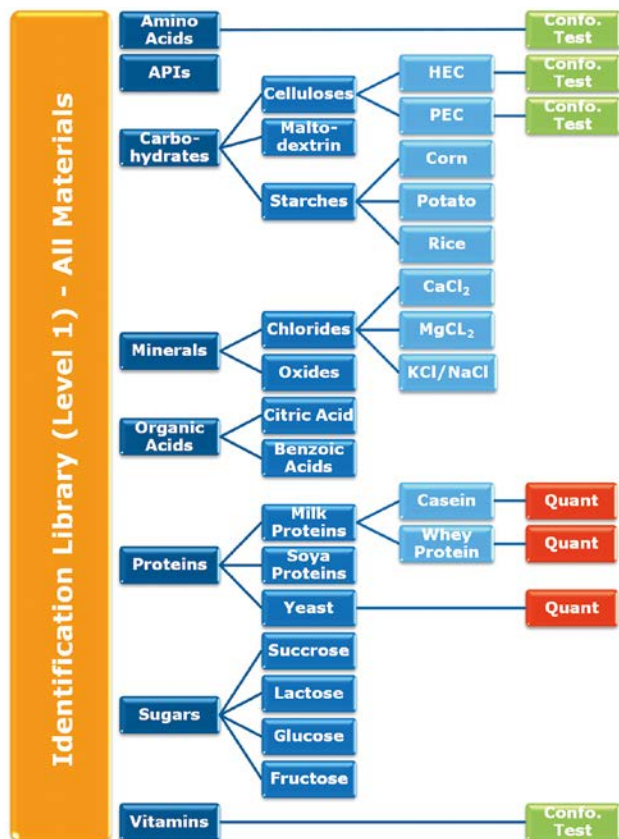 Identification Library (Level 1) - All Materials
Amino
Acids
Confo.
Test
APIs
HEC
Confo.
Test
Celluloses
PEC
Confo.
Test
Carbo-
hydrates
Malto-
dextrin
Corn
Starches
Potato
Rice
CaCl₂
Minerals
Chlorides
MgCL₂
Oxides
KCl/NaCl
Organic
Acids
Citric Acid
Benzoic
Acids
Proteins
Milk
Proteins
Casein
Quant
Whey
Protein
Quant
Soya
Proteins
Yeast
Quant
Sugars
Succrose
Lactose
Glucose
Fructose
Vitamins
Confo.
Test